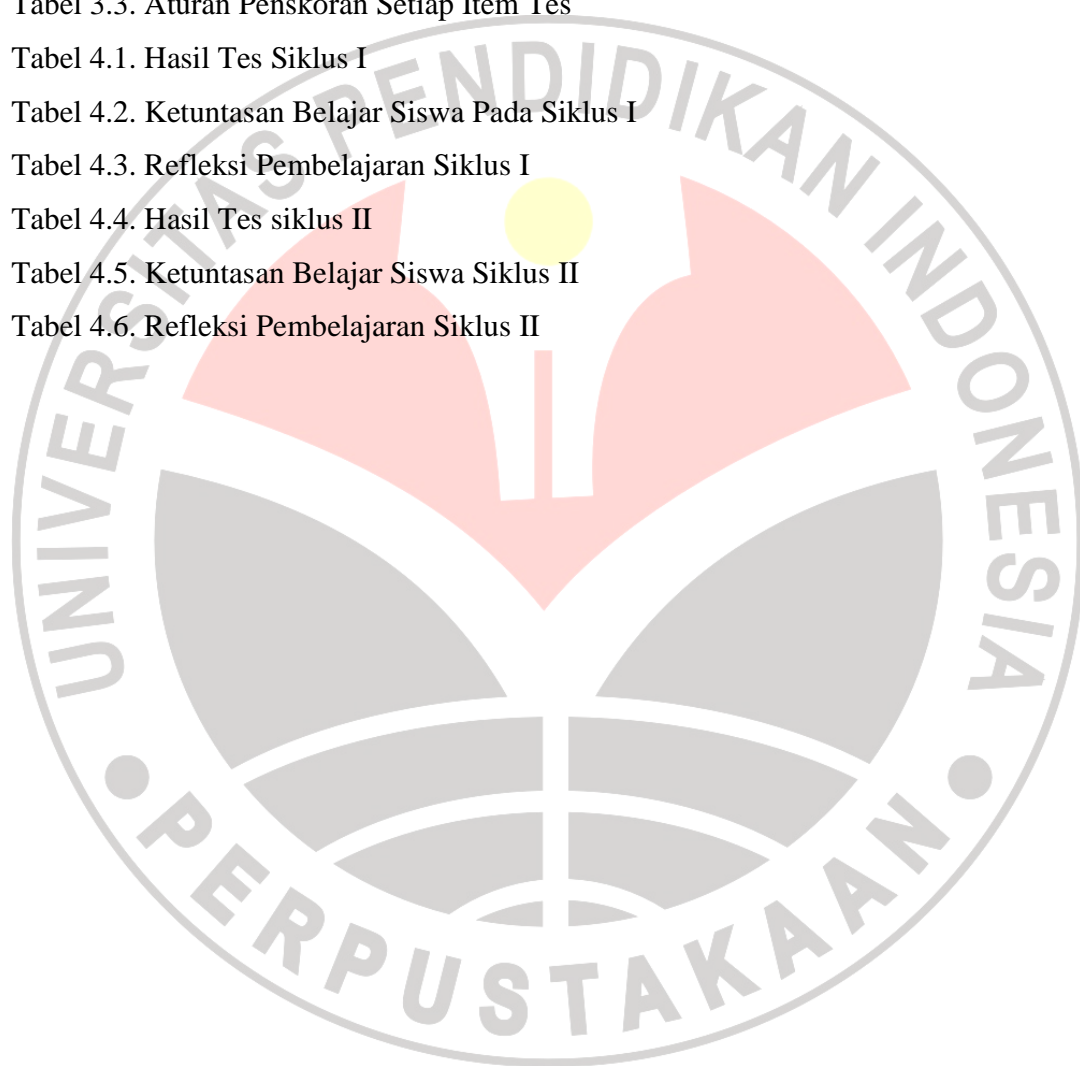 Tabel 3.3. Aturan Penskoran Setiap Item Tes
Tabel 4.1. Hasil Tes Siklus I
Tabel 4.2. Ketuntasan Belajar Siswa Pada Siklus I
Tabel 4.3. Refleksi Pembelajaran Siklus I
Tabel 4.4. Hasil Tes siklus II
Tabel 4.5. Ketuntasan Belajar Siswa Siklus II
Tabel 4.6. Refleksi Pembelajaran Siklus II
UNIVERSITAS PENDIDIKAN INDONESIA
PERPUSTAKAAN